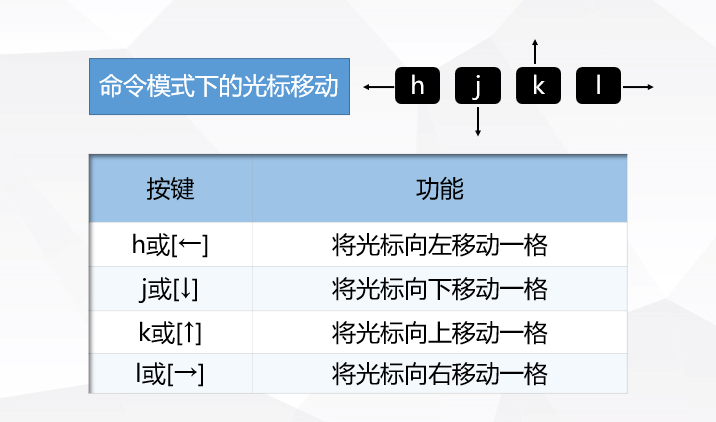 命令模式下的光标移动
h j k l
按键 功能
h或[←] 将光标向左移动一格
j或[↓] 将光标向下移动一格
k或[↑] 将光标向上移动一格
l或[→] 将光标向右移动一格